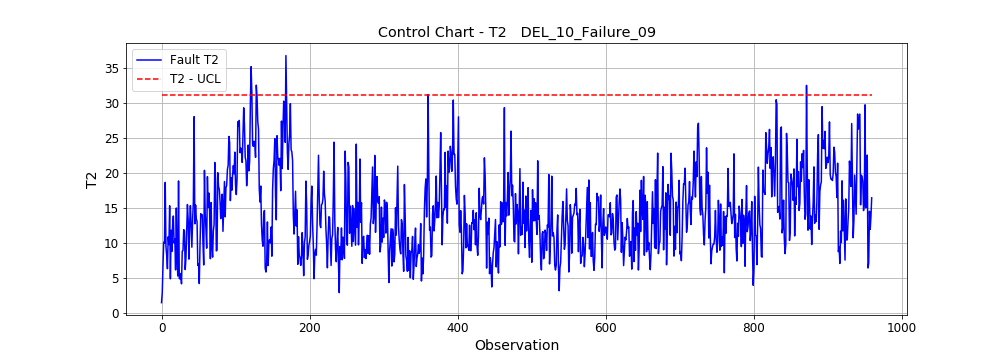 Control Chart - T2   DEL_10_Failure_09
Fault T2
T2 - UCL
35
30
25
20
15
10
5
0
T2
0 200 400 600 800 1000
Observation